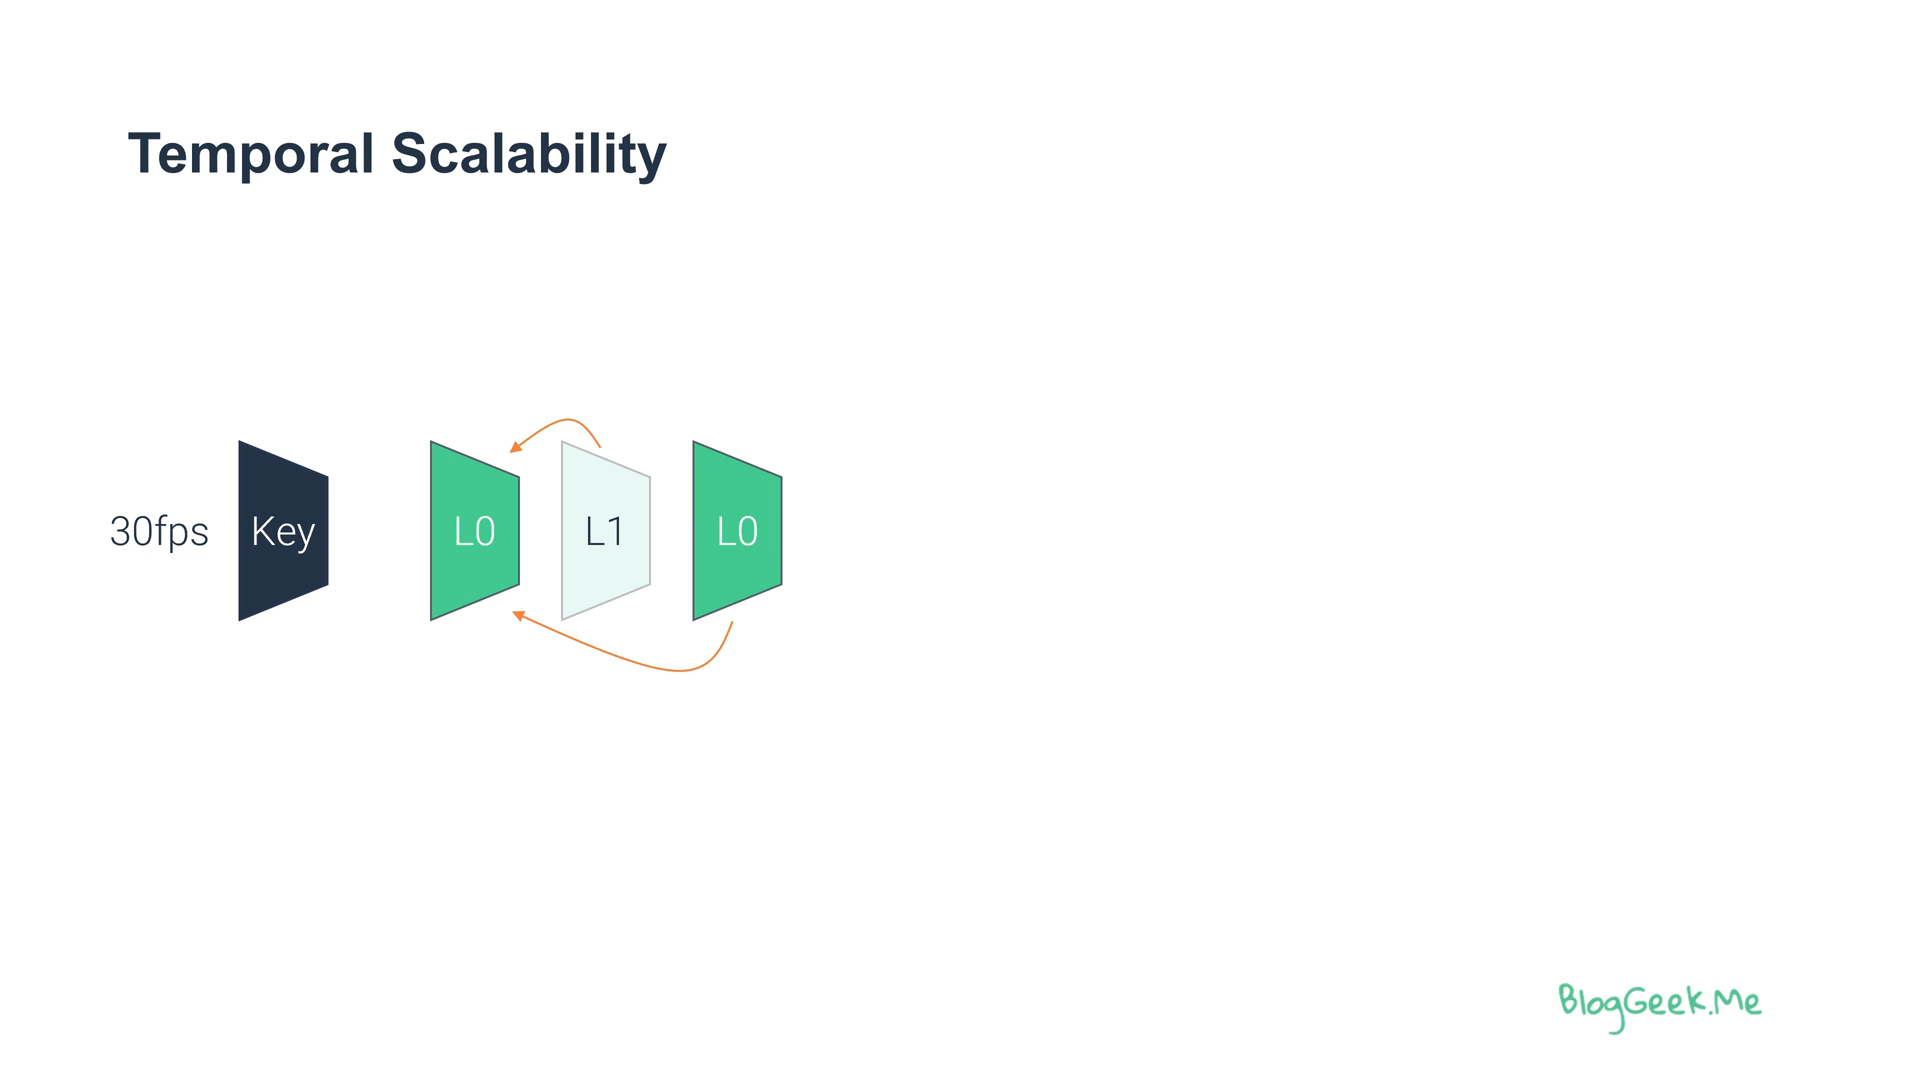 Temporal Scalability
30fps
Key
L0
L1
L0
BlogGeek.Me